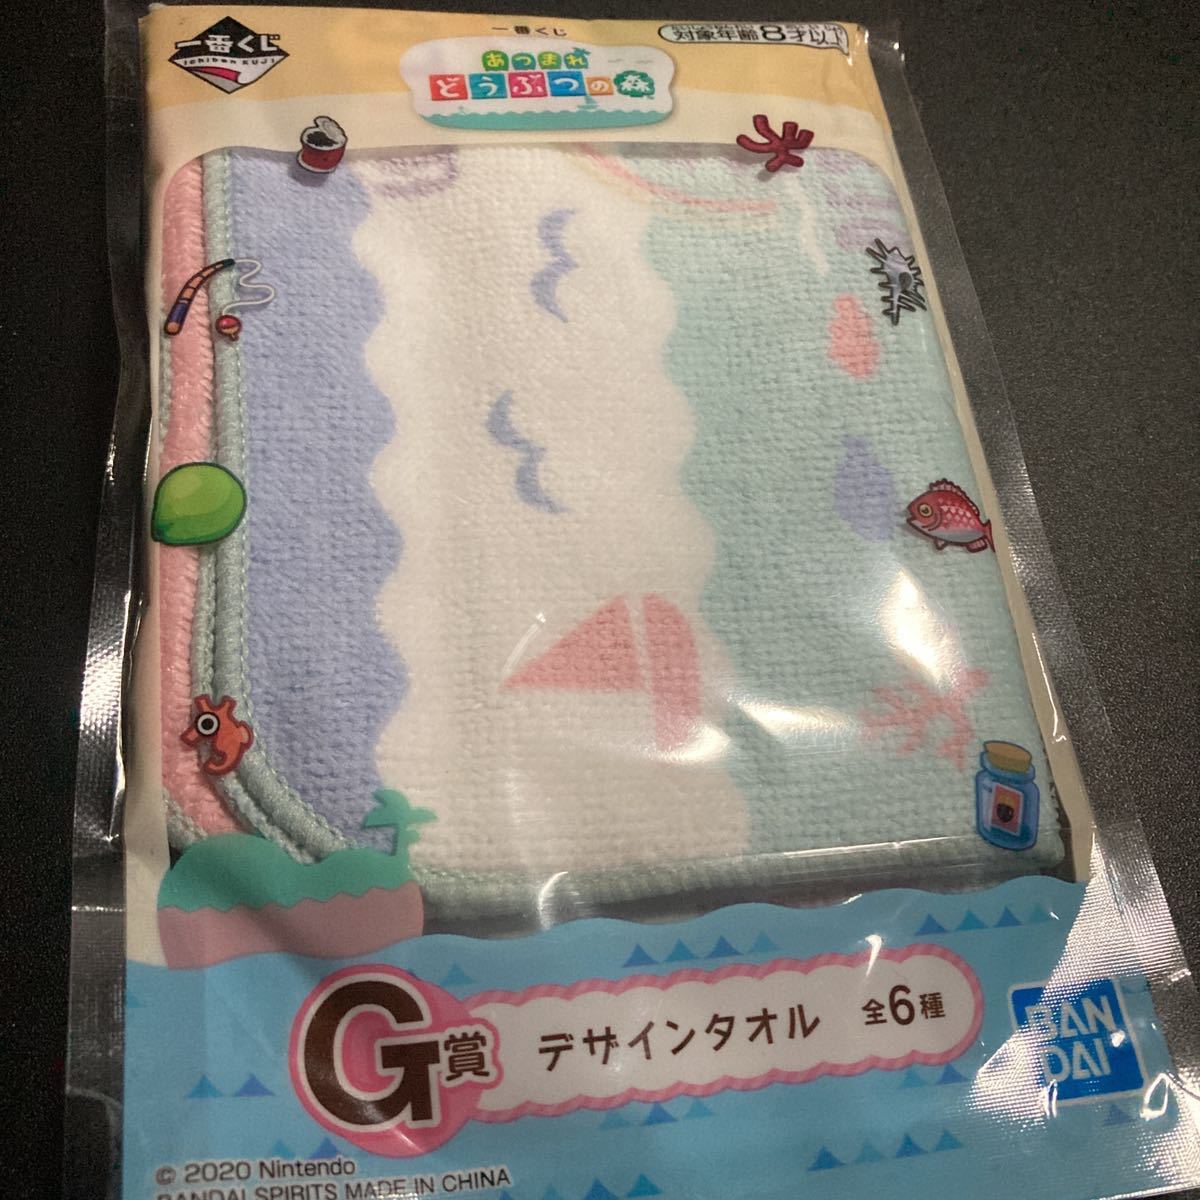 一番くじ
Ichiban KUJI
一番くじ
あつまれ
どうぶつの森
対象年齢8才以上
G賞
デザインタオル 全6種
BAN
DAI
© 2020 Nintendo
BANDAI SPIRITS MADE IN CHINA